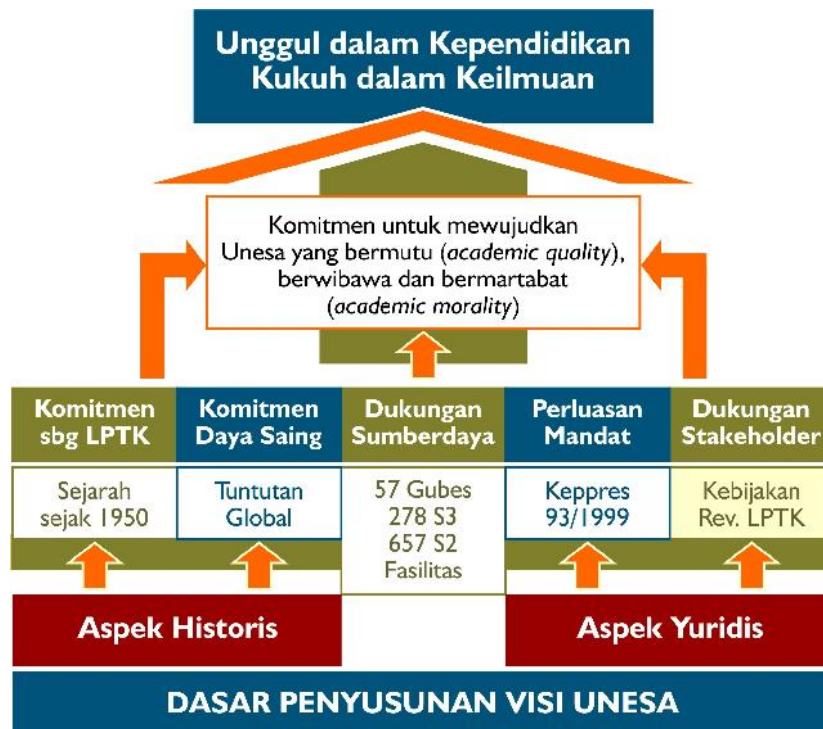 Unggul dalam Kependidikan
Kukuh dalam Keilmuan
Komitmen untuk mewujudkan
Unesa yang bermutu (academic quality),
berwibawa dan bermartabat
(academic morality)
Komitmen
sbg LPTK
Komitmen
Daya Saing
Dukungan
Sumberdaya
Perluasan
Mandat
Dukungan
Stakeholder
Sejarah
sejak 1950
Tuntutan
Global
57 Gubes
278 S3
657 S2
Fasilitas
Keppres
93/1999
Kebijakan
Rev. LPTK
Aspek Historis
Aspek Yuridis
DASAR PENYUSUNAN VISI UNESA